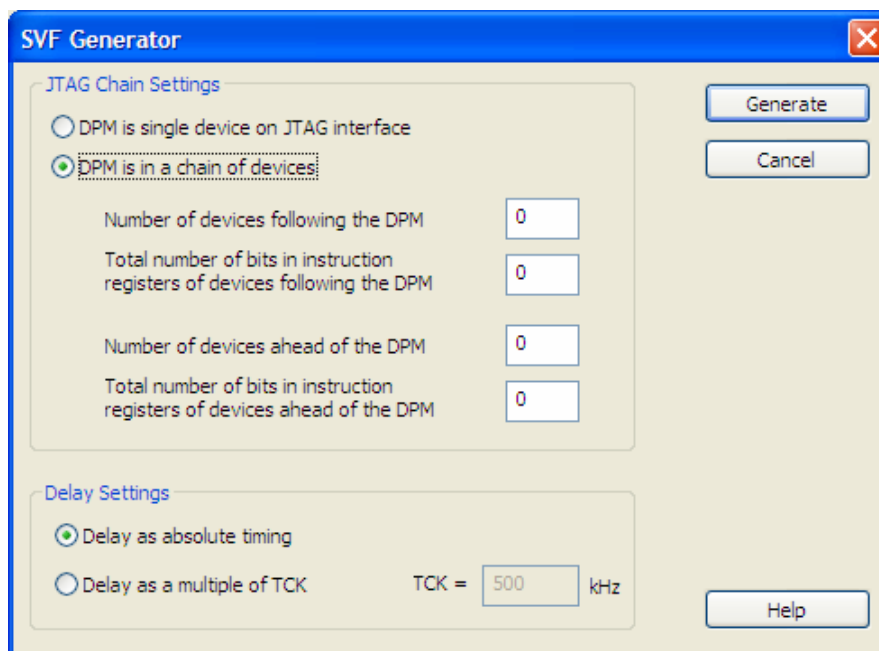 SVF Generator
JTAG Chain Settings
DPM is single device on JTAG interface
DPM is in a chain of devices
Number of devices following the DPM 0
Total number of bits in instruction
registers of devices following the DPM 0
Number of devices ahead of the DPM 0
Total number of bits in instruction
registers of devices ahead of the DPM 0
Delay Settings
Delay as absolute timing
Delay as a multiple of TCK TCK = 500 kHz
Generate
Cancel
Help